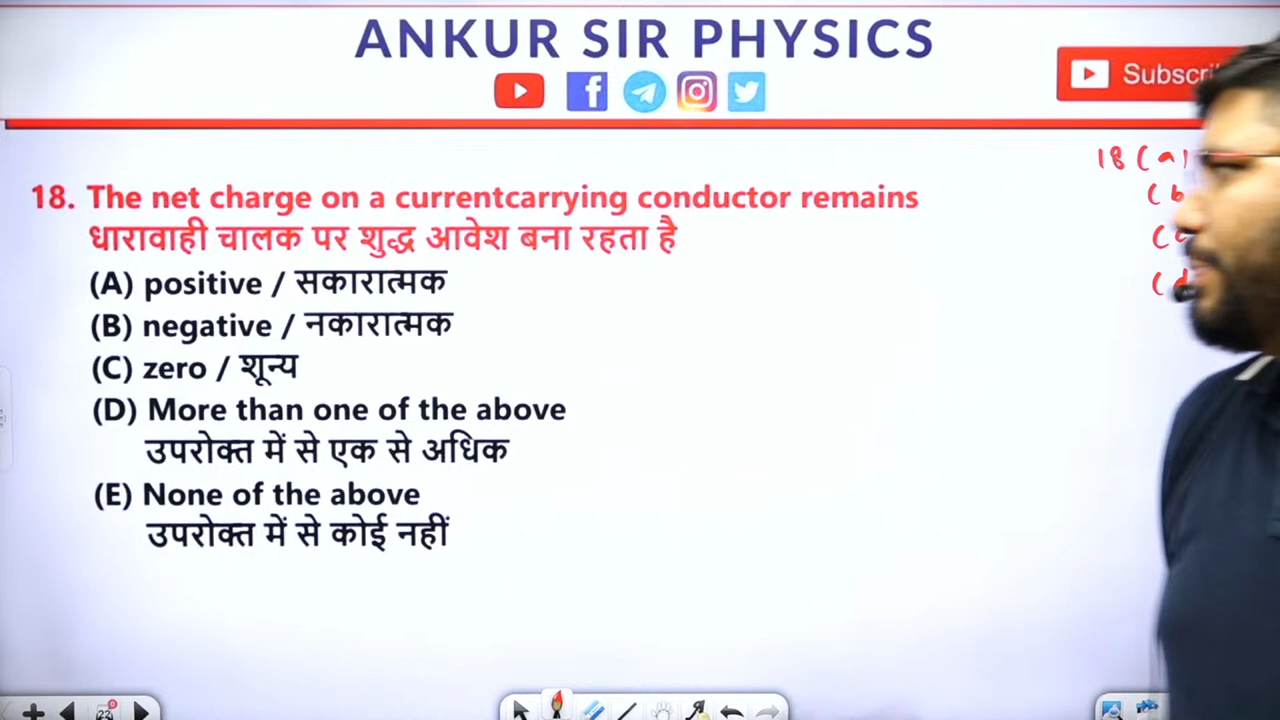 ANKUR SIR PHYSICS
18. The net charge on a currentcarrying conductor remains
धारावाही चालक पर शुद्ध आवेश बना रहता है
(A) positive / सकारात्मक
(B) negative / नकारात्मक
(C) zero / शून्य
(D) More than one of the above
उपरोक्त में से एक से अधिक
(E) None of the above
उपरोक्त में से कोई नहीं
18 (a)